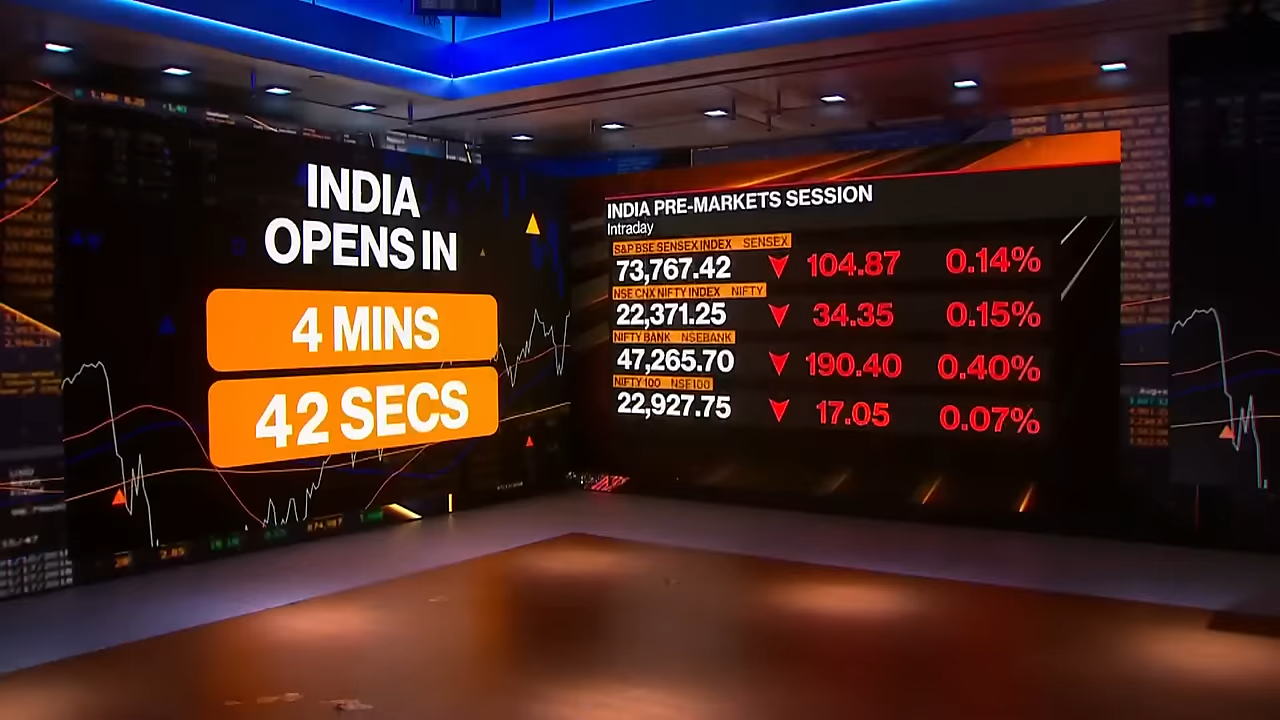 INDIA
OPENS IN
4 MINS
42 SECS
INDIA PRE-MARKETS SESSION
Intraday
S&P BSE SENSEX INDEX SENSEX
73,767.42 ▼ 104.87 0.14%
NSE CNX NIFTY INDEX NIFTY
22,371.25 ▼ 34.35 0.15%
NIFTY BANK NSEBANK
47,265.70 ▼ 190.40 0.40%
NIFTY 100 NSE100
22,927.75 ▼ 17.05 0.07%
2.85